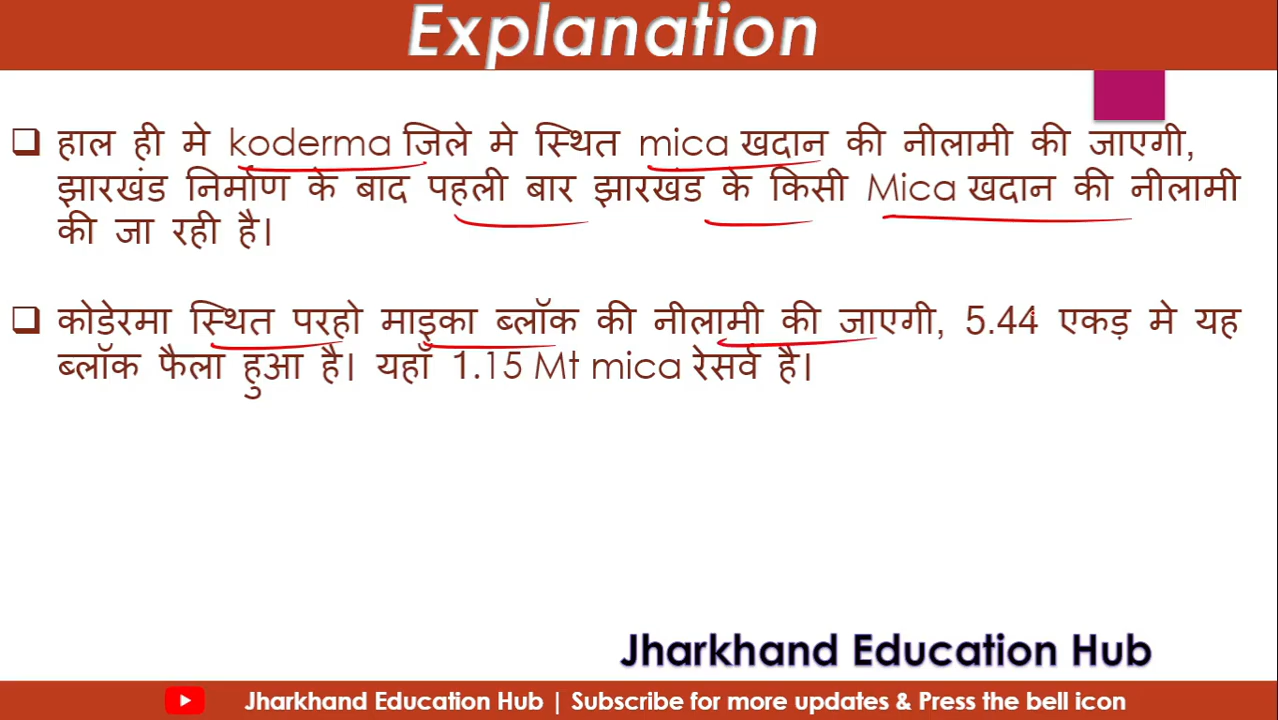 Explanation
हाल ही मे koderma जिले मे स्थित mica खदान की नीलामी की जाएगी,
झारखंड निर्माण के बाद पहली बार झारखंड के किसी Mica खदान की नीलामी
की जा रही है।
कोडेरमा स्थित परहो माइका ब्लॉक की नीलामी की जाएगी, 5.44 एकड़ मे यह
ब्लॉक फैला हुआ है। यहाँ 1.15 Mt mica रेसर्व है।
Jharkhand Education Hub
Jharkhand Education Hub | Subscribe for more updates & Press the bell icon